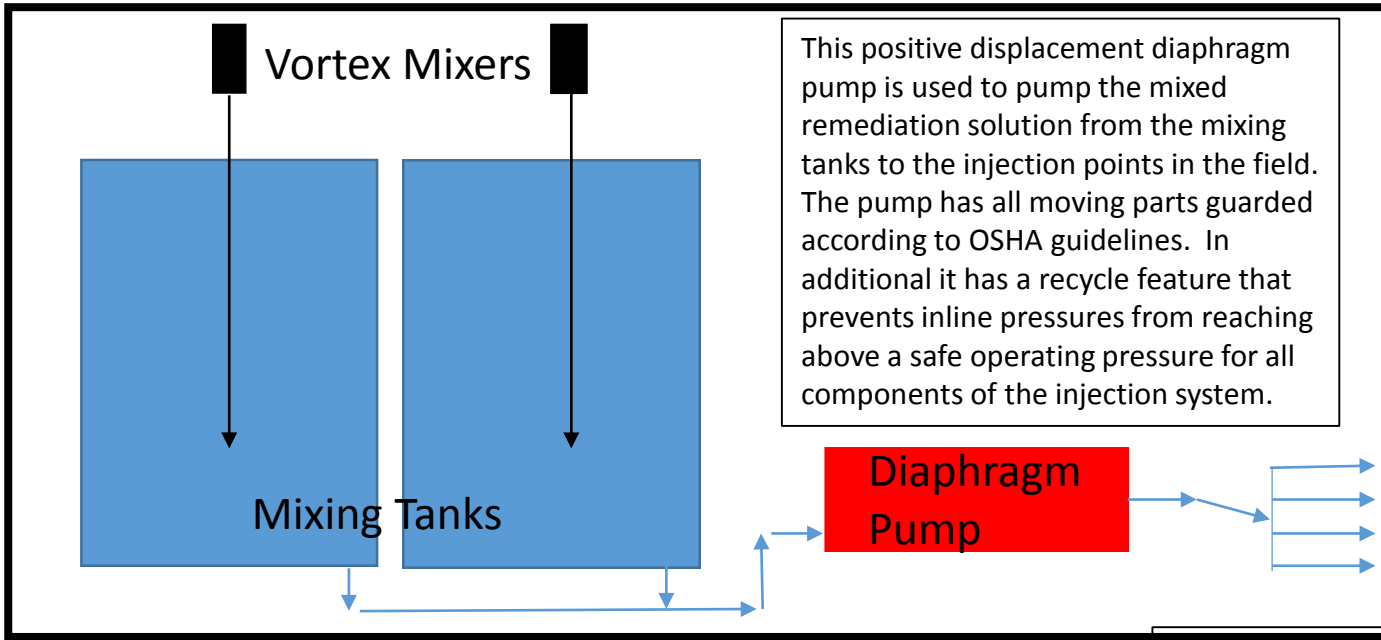 Vortex Mixers
This positive displacement diaphragm
pump is used to pump the mixed
remediation solution from the mixing
tanks to the injection points in the field.
The pump has all moving parts guarded
according to OSHA guidelines.  In
additional it has a recycle feature that
prevents inline pressures from reaching
above a safe operating pressure for all
components of the injection system.
Mixing Tanks
Diaphragm
Pump